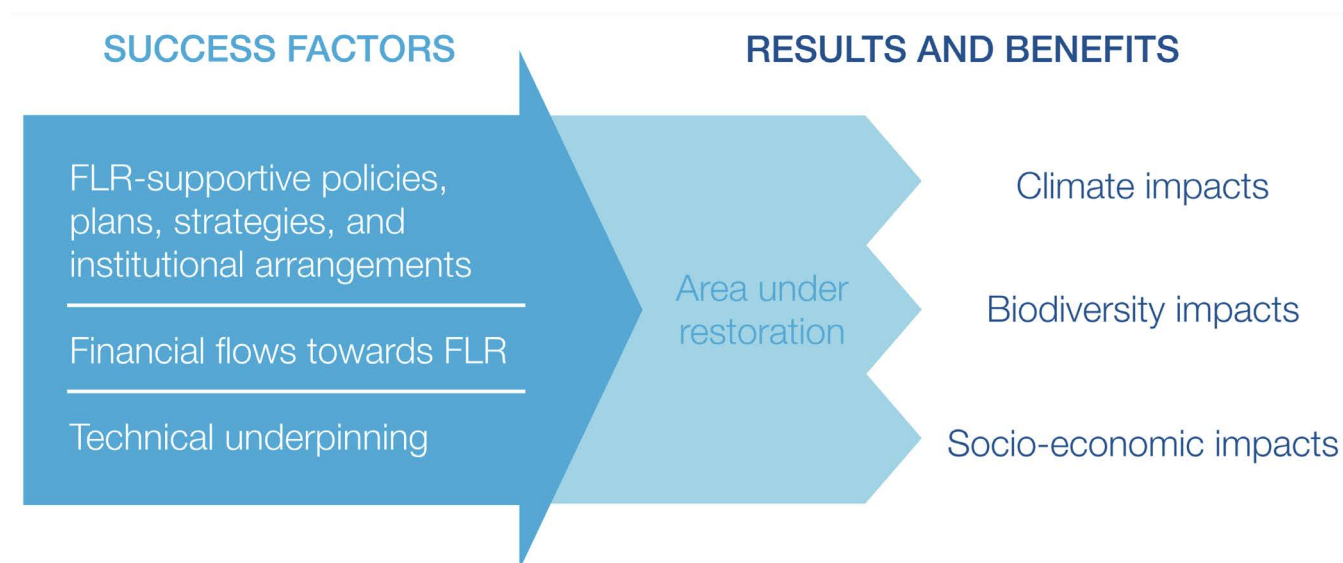 SUCCESS FACTORS
RESULTS AND BENEFITS
FLR-supportive policies,
plans, strategies, and
institutional arrangements
Financial flows towards FLR
Technical underpinning
Area under
restoration
Climate impacts
Biodiversity impacts
Socio-economic impacts